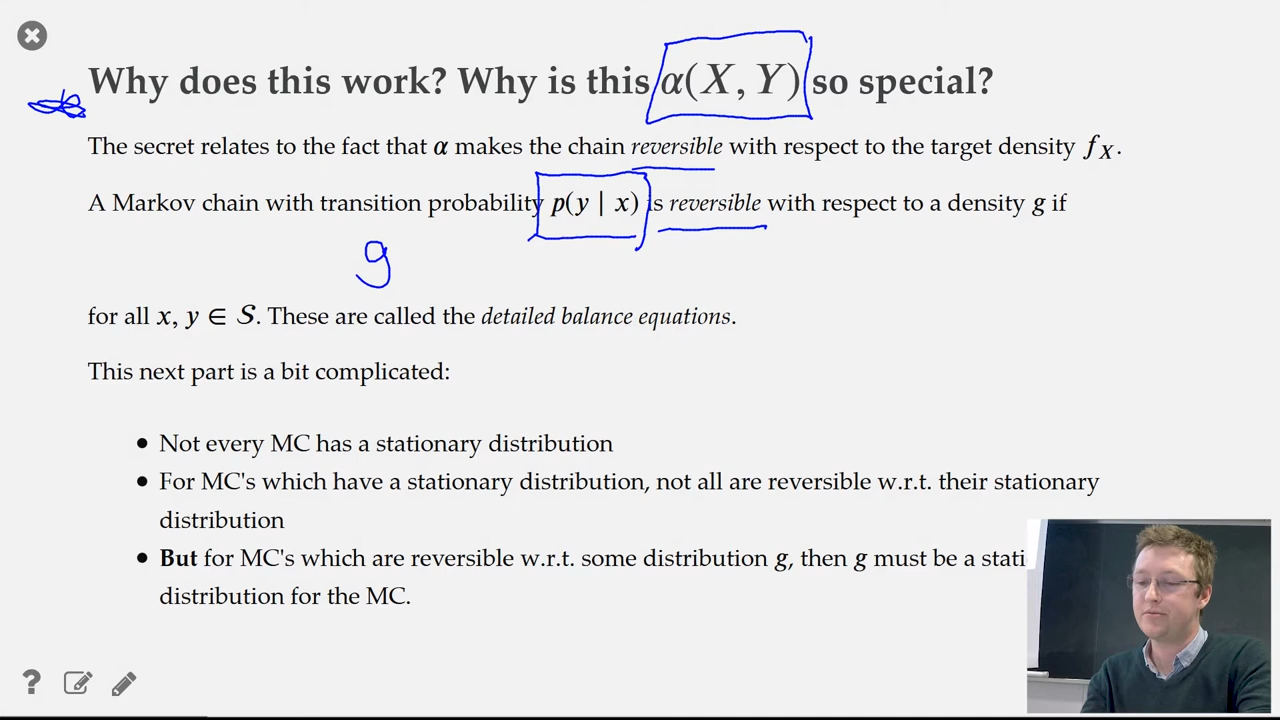 Why does this work? Why is this α(X, Y) so special?
The secret relates to the fact that α makes the chain reversible with respect to the target density f_X.
A Markov chain with transition probability p(y | x) is reversible with respect to a density g if
g
for all x, y ∈ S. These are called the detailed balance equations.
This next part is a bit complicated:
● Not every MC has a stationary distribution
● For MC's which have a stationary distribution, not all are reversible w.r.t. their stationary
distribution
● But for MC's which are reversible w.r.t. some distribution g, then g must be a stati
distribution for the MC.
?